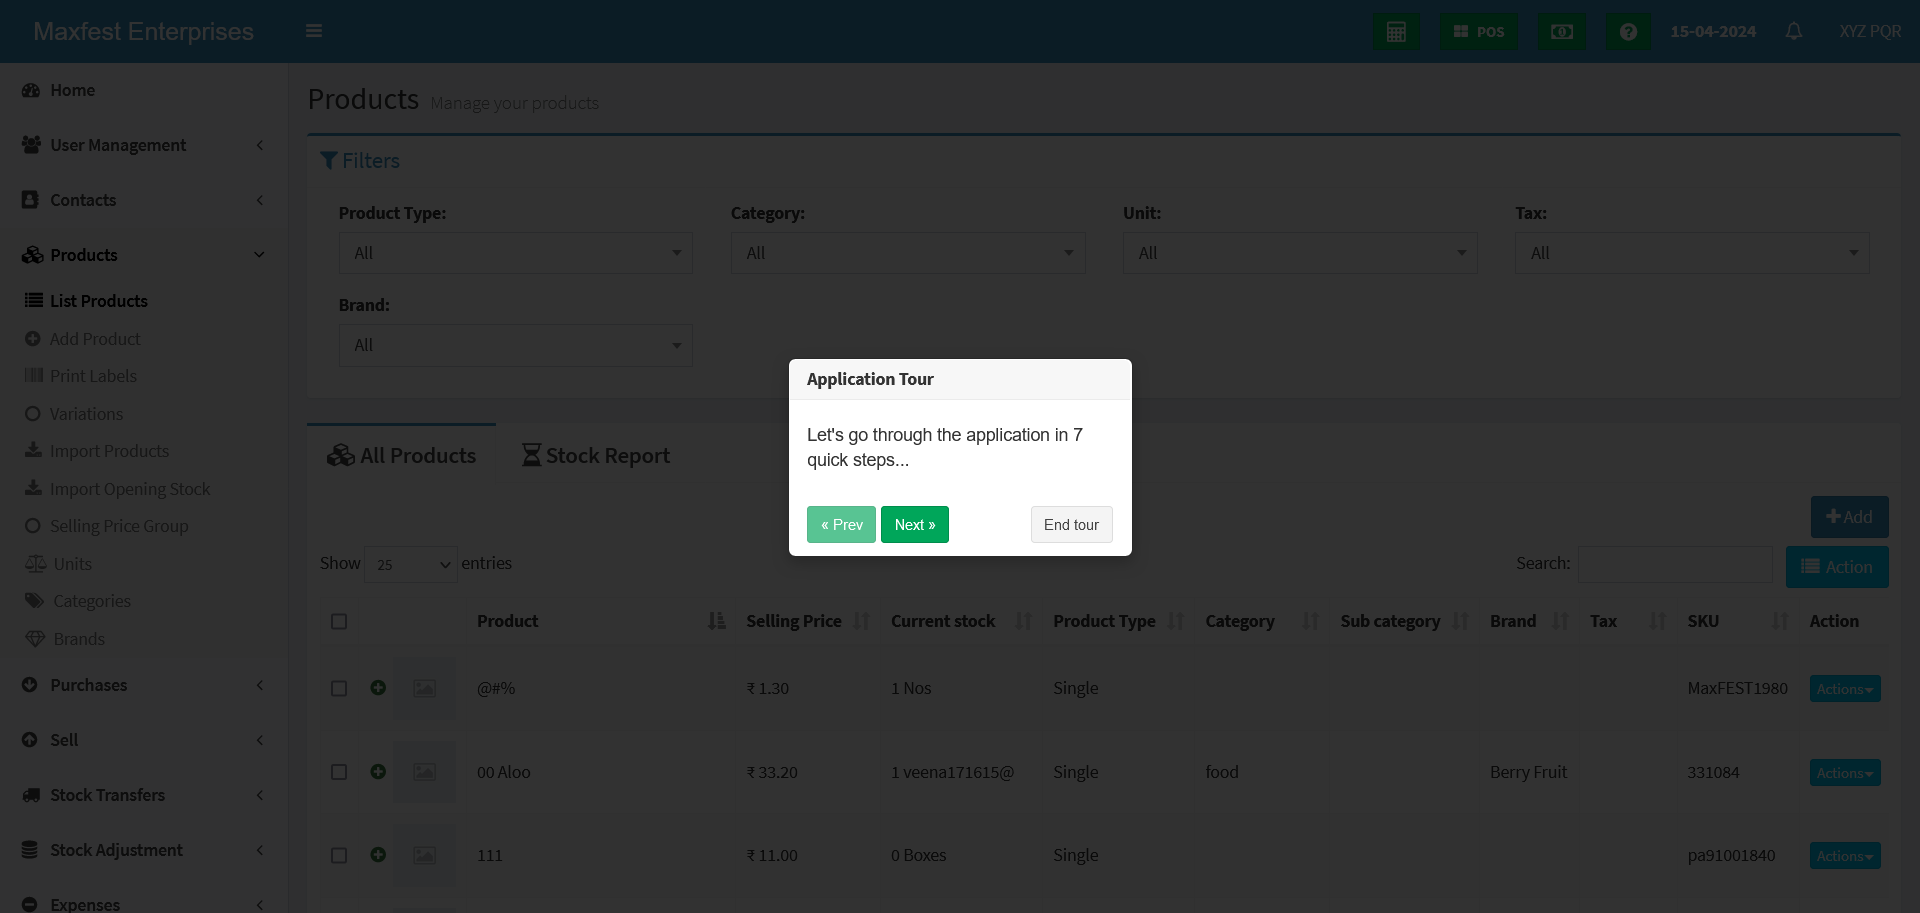 Maxfest Enterprises
POS
15-04-2024
XYZ PQR
Home
User Management
Contacts
Products
List Products
Add Product
Print Labels
Variations
Import Products
Import Opening Stock
Selling Price Group
Units
Categories
Brands
Purchases
Sell
Stock Transfers
Stock Adjustment
Expenses
Products Manage your products
Filters
Product Type: Category: Unit: Tax:
All All All All
Brand:
All
Application Tour
Let's go through the application in 7
quick steps...
« Prev Next » End tour
All Products Stock Report
Add
Show 25 entries Search: Action
Product Selling Price Current stock Product Type Category Sub category Brand Tax SKU Action
@#% ₹ 1.30 1 Nos Single MaxFEST1980 Actions
00 Aloo ₹ 33.20 1 veena171615@ Single food Berry Fruit 331084 Actions
111 ₹ 11.00 0 Boxes Single pa91001840 Actions